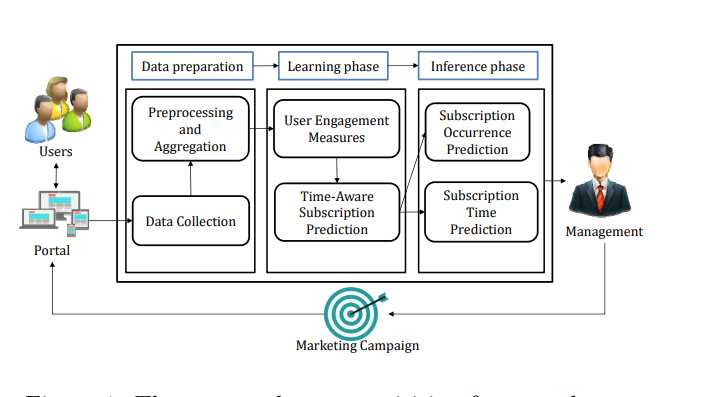 Data preparation
Learning phase
Inference phase
Users
Portal
Preprocessing
and
Aggregation
Data Collection
User Engagement
Measures
Time-Aware
Subscription
Prediction
Subscription
Occurrence
Prediction
Subscription
Time
Prediction
Management
Marketing Campaign